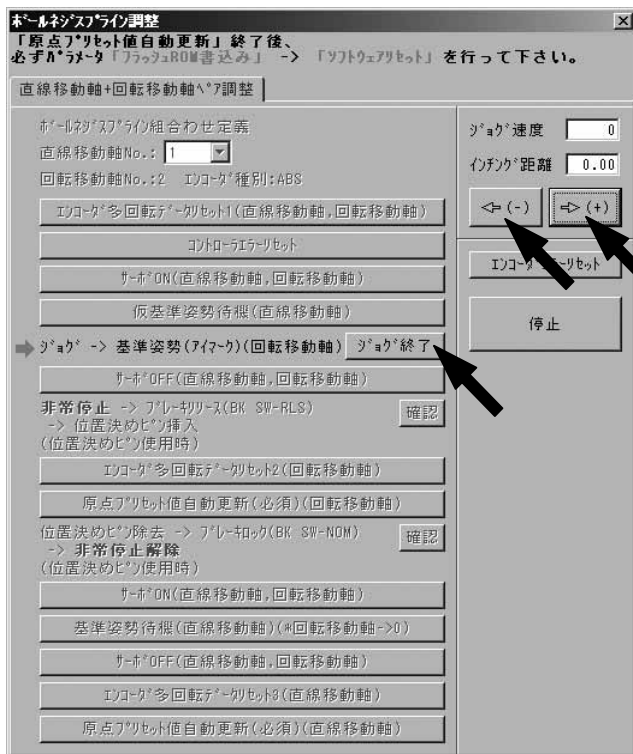 ボールネジスプライン調整
「原点プリセット値自動更新」終了後、
必ずパラメータ「フラッシュROM書込み」 -> 「ソフトウェアリセット」を行って下さい。
直線移動軸+回転移動軸ペア調整
ボールネジスプライン組合わせ定義
直線移動軸No.: 1
回転移動軸No.:2 エンコーダ種別:ABS
エンコーダ多回転データリセット1(直線移動軸,回転移動軸)
コントローラエラーリセット
サーボON(直線移動軸,回転移動軸)
仮基準姿勢待機(直線移動軸)
ジョグ -> 基準姿勢(アイマーク)(回転移動軸) ジョグ終了
サーボOFF(直線移動軸,回転移動軸)
非常停止 -> ブレーキリリース(BK SW-RLS)
-> 位置決めピン挿入
(位置決めピン使用時)
確認
エンコーダ多回転データリセット2(回転移動軸)
原点プリセット値自動更新(必須)(回転移動軸)
位置決めピン除去 -> ブレーキロック(BK SW-NOM)
-> 非常停止解除
(位置決めピン使用時)
確認
サーボON(直線移動軸,回転移動軸)
基準姿勢待機(直線移動軸)(*回転移動軸->0)
サーボOFF(直線移動軸,回転移動軸)
エンコーダ多回転データリセット3(直線移動軸)
原点プリセット値自動更新(必須)(直線移動軸)
ジョグ速度 0
インチング距離 0.00
(-) (+)
エンコーダエラーリセット
停止